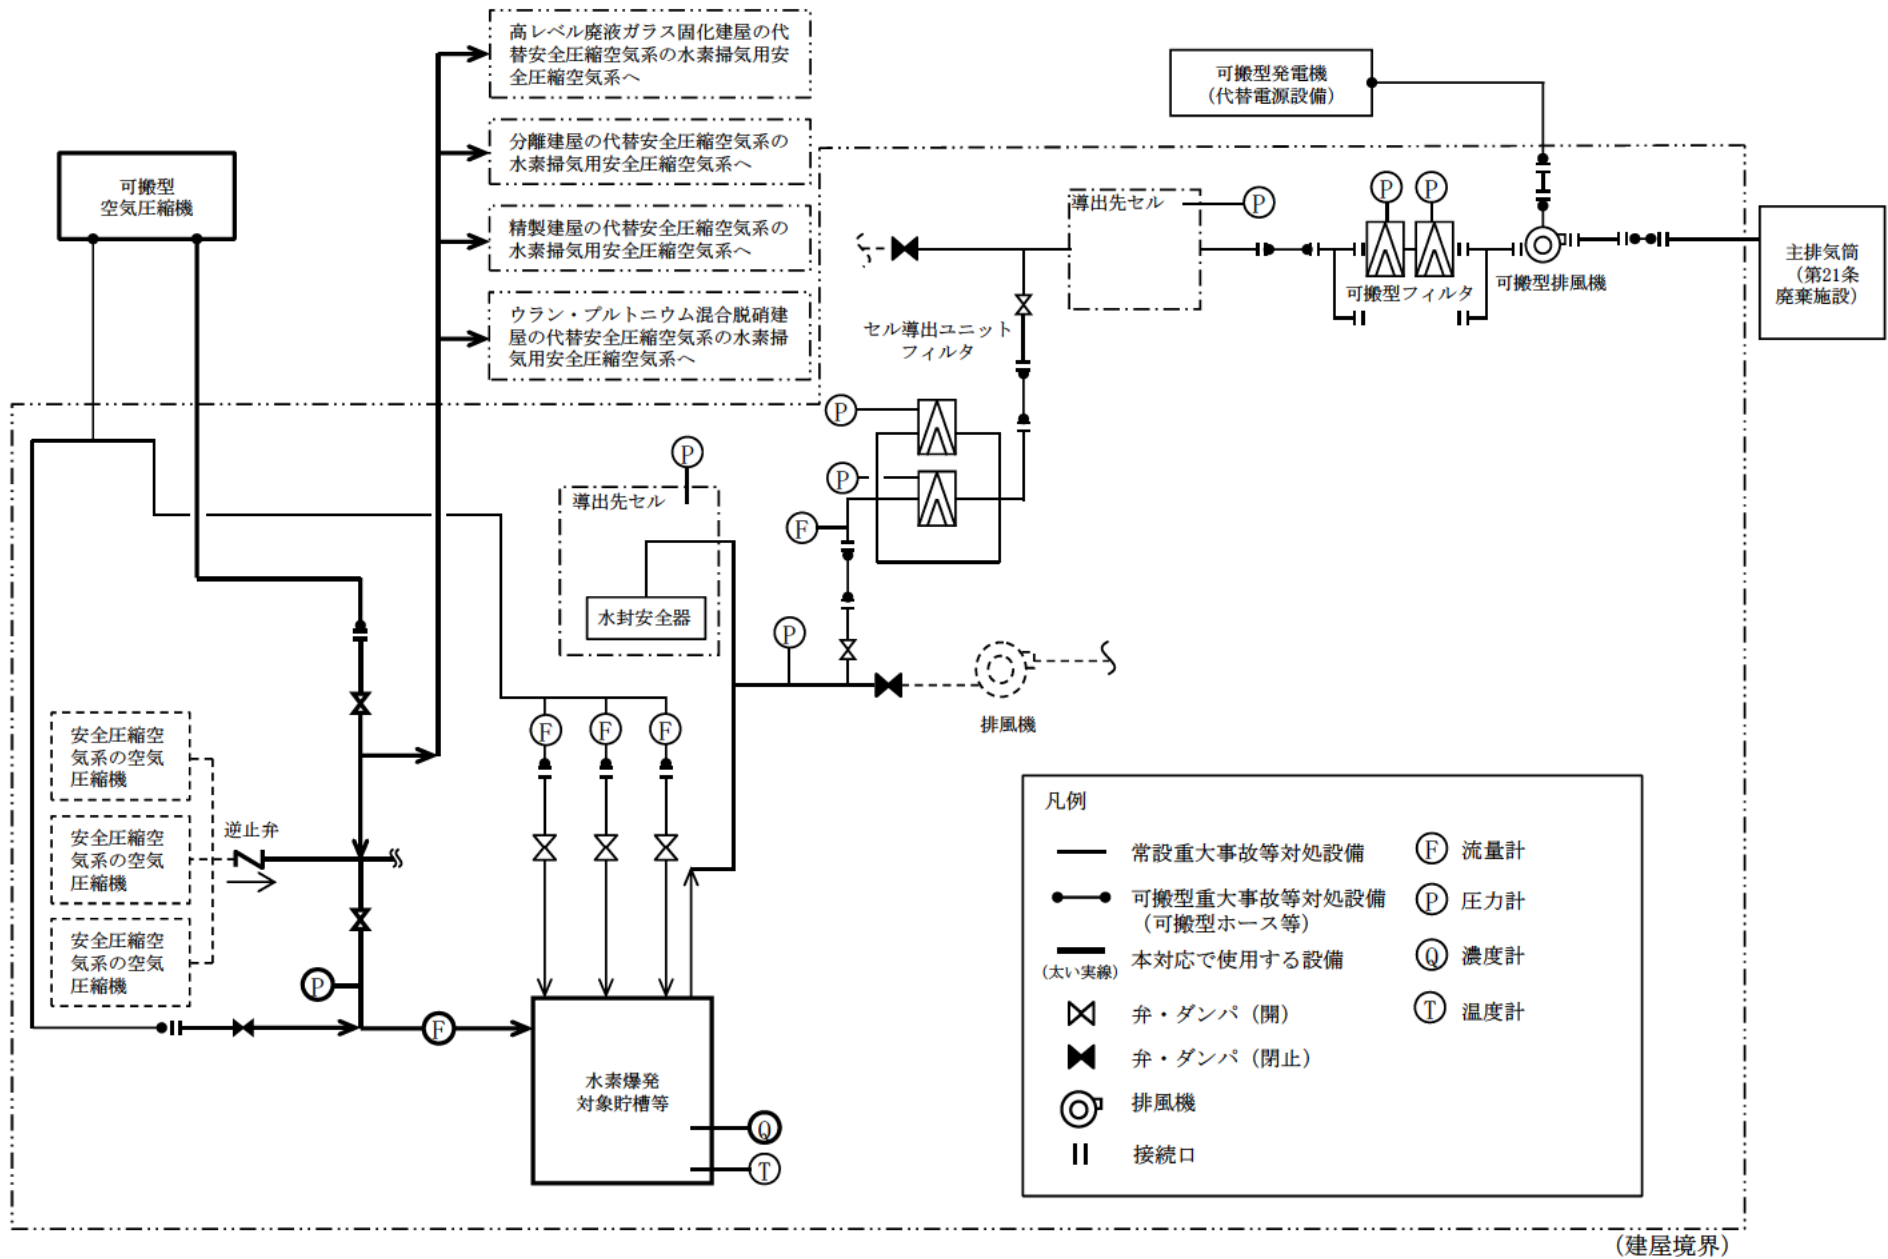 高レベル廃液ガラス固化建屋の代
替安全圧縮空気系の水素掃気用安
全圧縮空気系へ
分離建屋の代替安全圧縮空気系の
水素掃気用安全圧縮空気系へ
精製建屋の代替安全圧縮空気系の
水素掃気用安全圧縮空気系へ
ウラン・プルトニウム混合脱硝建
屋の代替安全圧縮空気系の水素掃
気用安全圧縮空気系へ
可搬型
空気圧縮機
可搬型発電機
（代替電源設備）
導出先セル
P
P
P
可搬型フィルタ
可搬型排風機
主排気筒
（第21条
廃棄施設）
セル導出ユニット
フィルタ
P
P
F
P
導出先セル
水封安全器
P
排風機
F
F
F
安全圧縮空
気系の空気
圧縮機
安全圧縮空
気系の空気
圧縮機
安全圧縮空
気系の空気
圧縮機
逆止弁
P
F
水素爆発
対象貯槽等
Q
T
凡例
常設重大事故等対処設備
可搬型重大事故等対処設備
（可搬型ホース等）
本対応で使用する設備
（太い実線）
弁・ダンパ（開）
弁・ダンパ（閉止）
排風機
接続口
F 流量計
P 圧力計
Q 濃度計
T 温度計
（建屋境界）